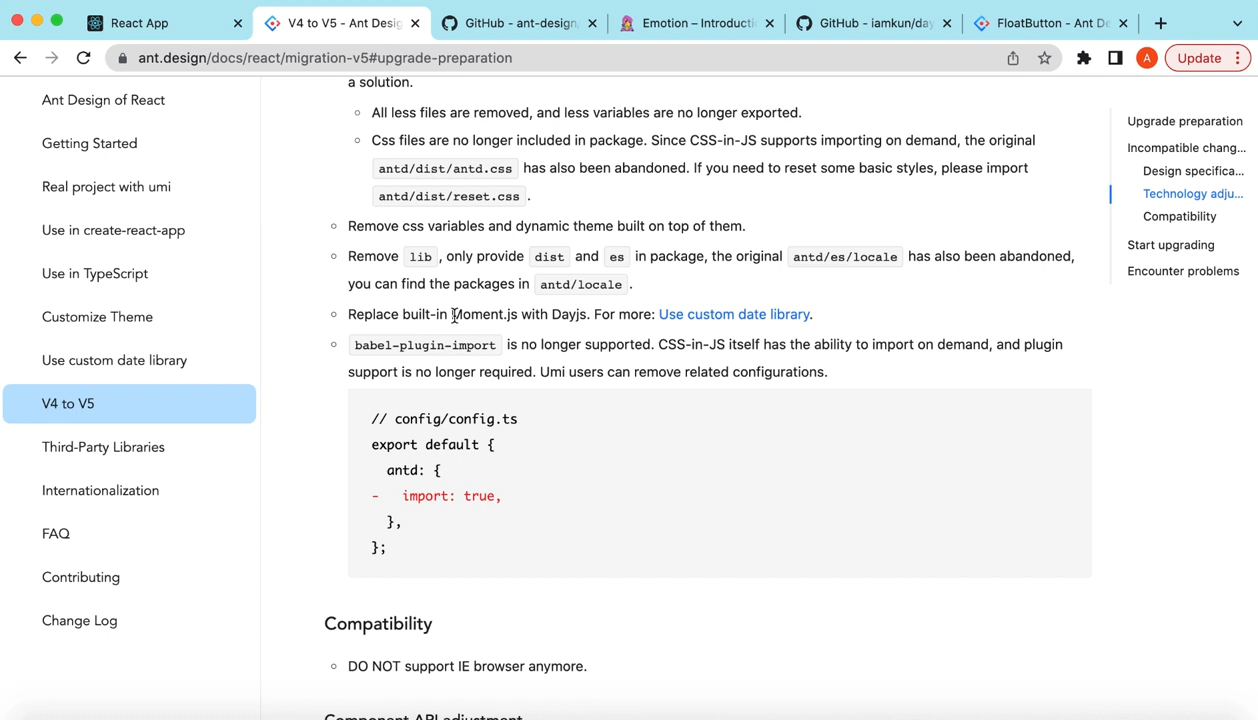 React App
V4 to V5 - Ant Desig
GitHub - ant-design
Emotion – Introducti
GitHub - iamkun/day
FloatButton - Ant De
ant.design/docs/react/migration-v5#upgrade-preparation
A
Update
Ant Design of React
Getting Started
Real project with umi
Use in create-react-app
Use in TypeScript
Customize Theme
Use custom date library
V4 to V5
Third-Party Libraries
Internationalization
FAQ
Contributing
Change Log
a solution.
All less files are removed, and less variables are no longer exported.
Css files are no longer included in package. Since CSS-in-JS supports importing on demand, the original
antd/dist/antd.css has also been abandoned. If you need to reset some basic styles, please import
antd/dist/reset.css .
Remove css variables and dynamic theme built on top of them.
Remove lib , only provide dist and es in package, the original antd/es/locale has also been abandoned,
you can find the packages in antd/locale .
Replace built-in Moment.js with Dayjs. For more: Use custom date library.
babel-plugin-import is no longer supported. CSS-in-JS itself has the ability to import on demand, and plugin
support is no longer required. Umi users can remove related configurations.
// config/config.ts
export default {
antd: {
- import: true,
},
};
Compatibility
DO NOT support IE browser anymore.
Component API adjustment
Upgrade preparation
Incompatible chang...
Design specifica...
Technology adju...
Compatibility
Start upgrading
Encounter problems